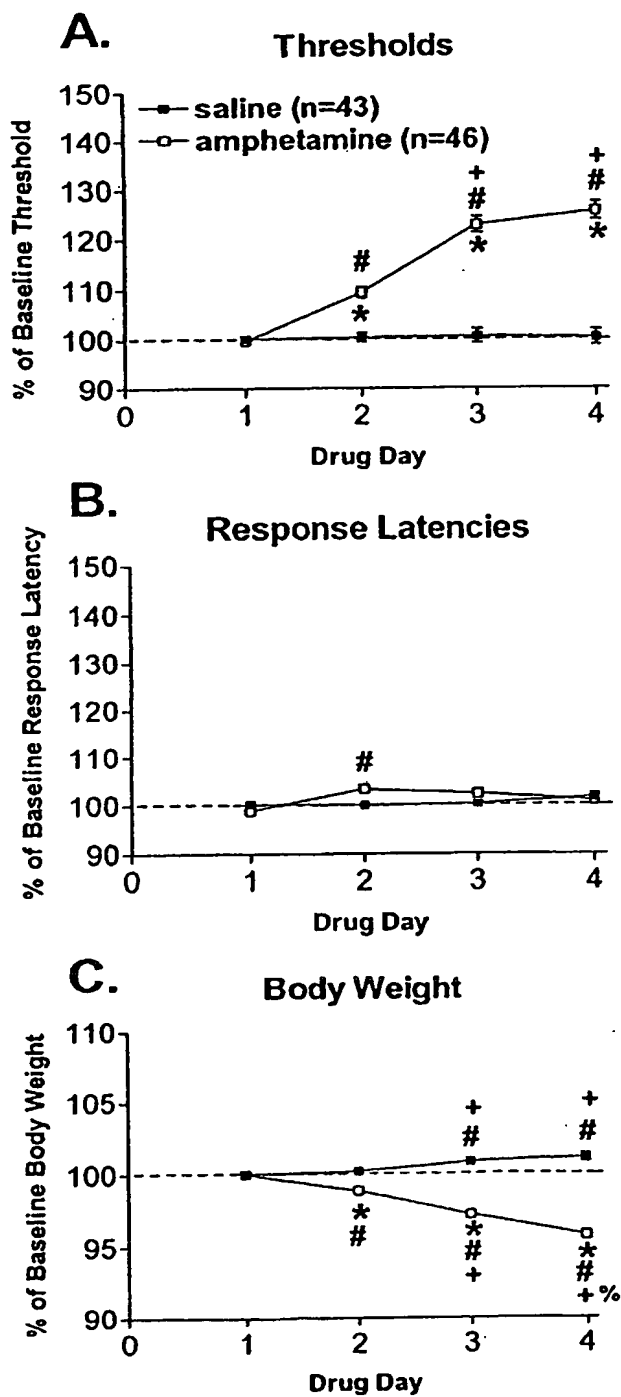 A.
Thresholds
% of Baseline Threshold
150
140
130
120
110
100
90
saline (n=43)
amphetamine (n=46)
#
*
+
#
*
+
#
*
0 1 2 3 4
Drug Day
B.
Response Latencies
% of Baseline Response Latency
150
140
130
120
110
100
90
#
0 1 2 3 4
Drug Day
C.
Body Weight
% of Baseline Body Weight
110
105
100
95
90
+
#
+
#
*
#
*
#
+
*
#
+ %
0 1 2 3 4
Drug Day